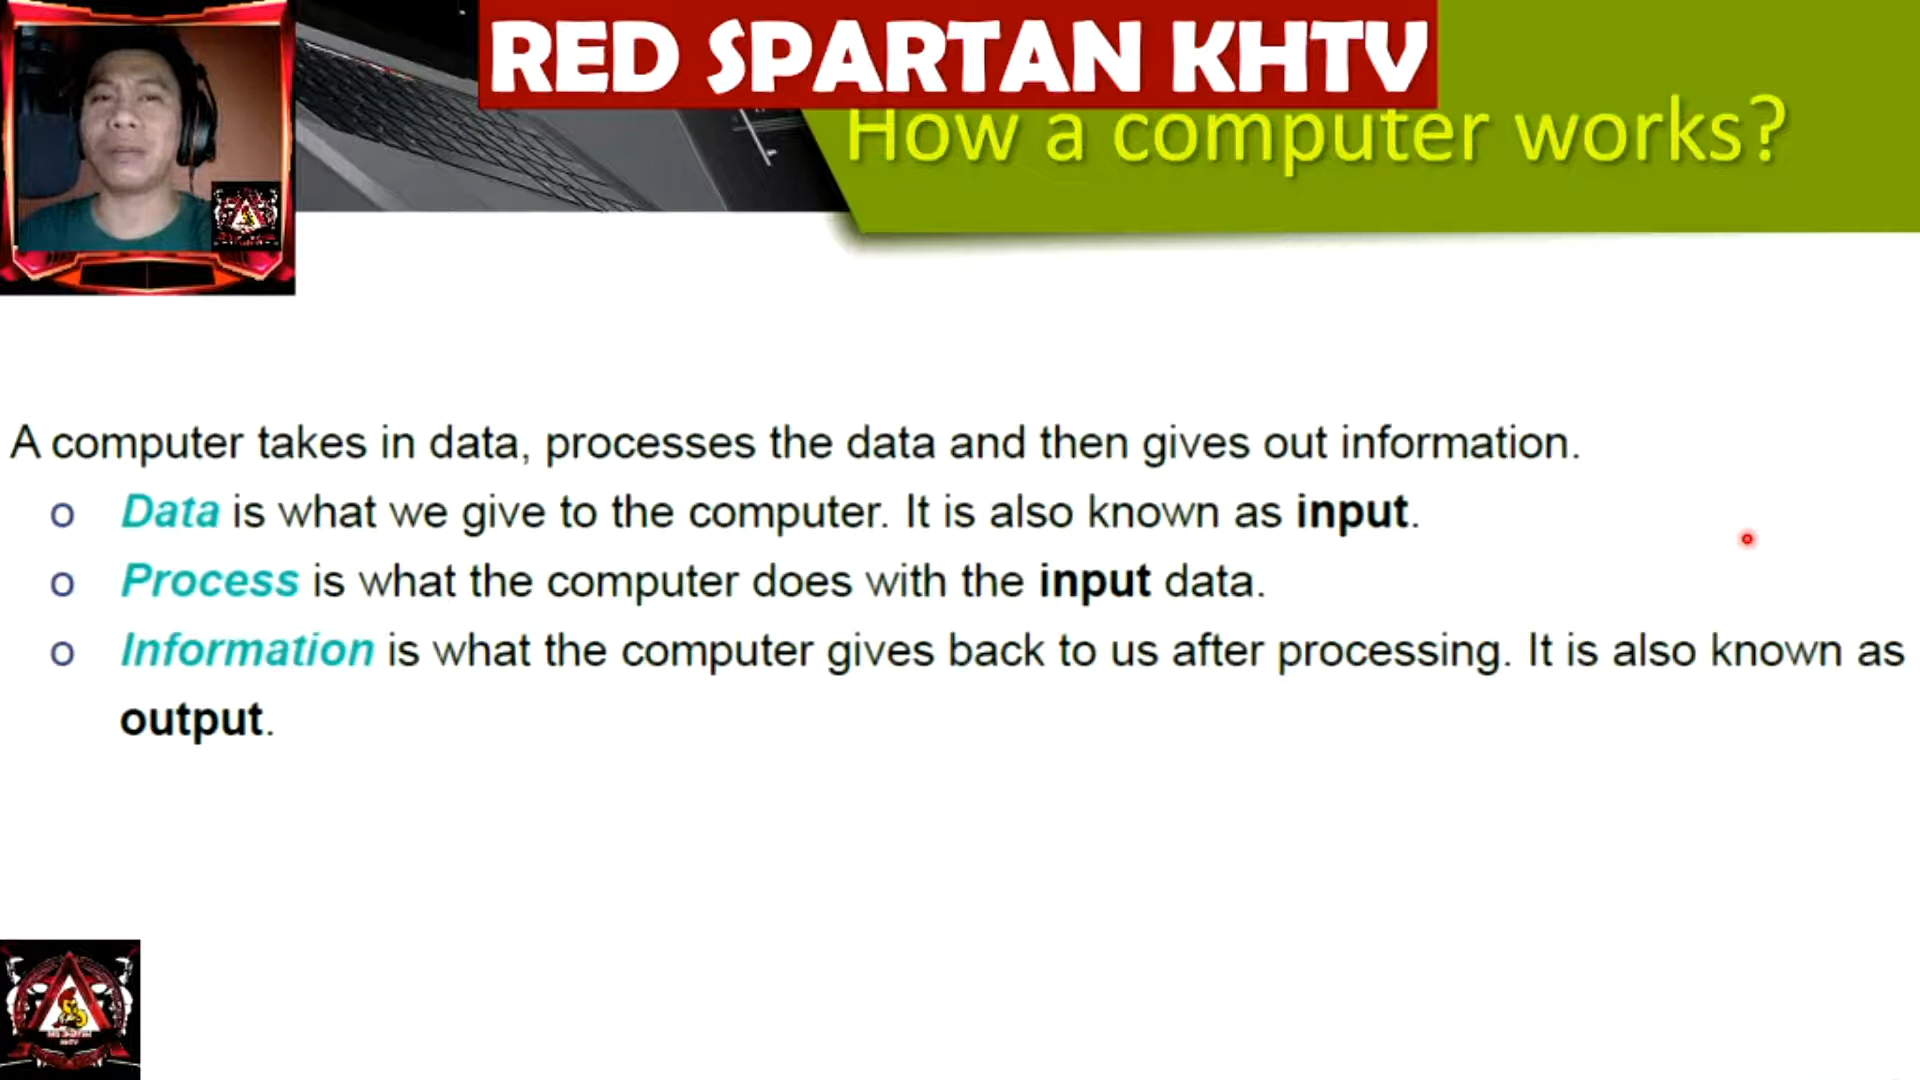 RED SPARTAN KHTV
How a computer works?
A computer takes in data, processes the data and then gives out information.
o Data is what we give to the computer. It is also known as input.
o Process is what the computer does with the input data.
o Information is what the computer gives back to us after processing. It is also known as
output.
RED SPARTAN
KHTV